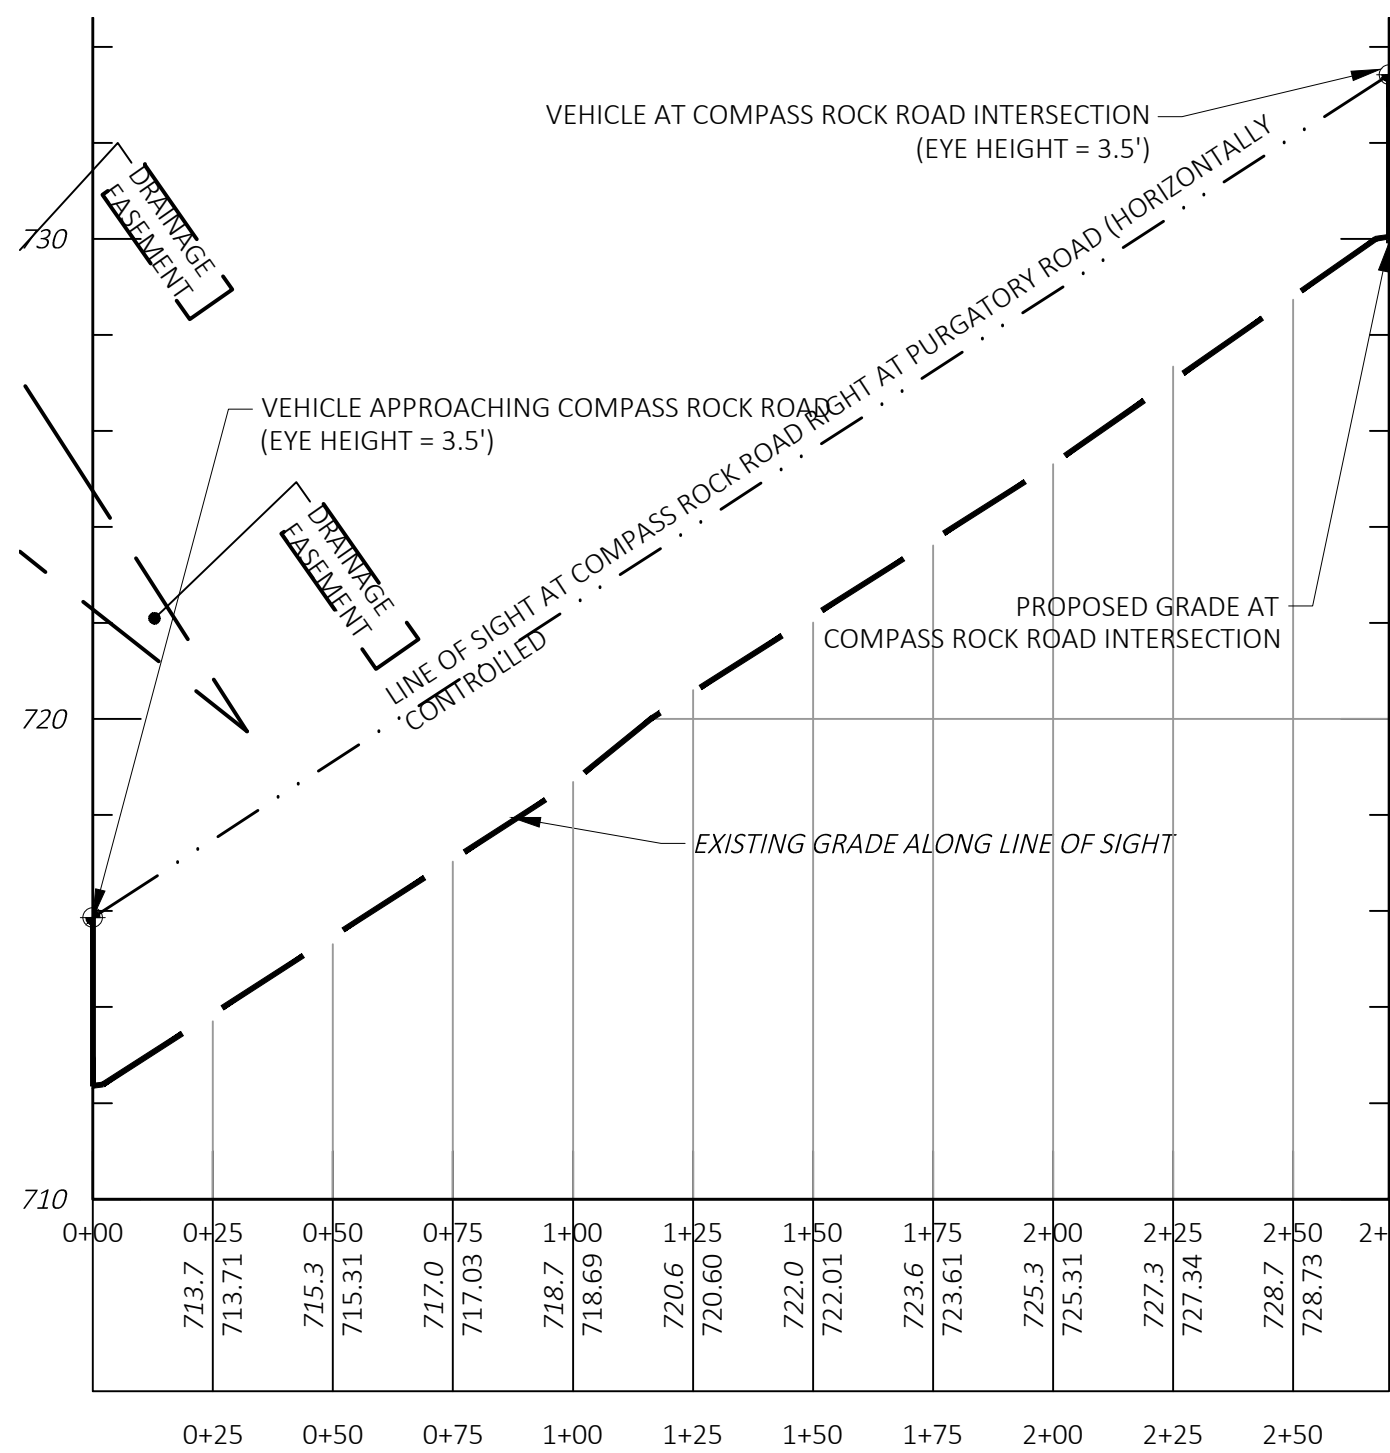 VEHICLE AT COMPASS ROCK ROAD INTERSECTION
(EYE HEIGHT = 3.5')
DRAINAGE
EASEMENT
730
VEHICLE APPROACHING COMPASS ROCK ROAD
(EYE HEIGHT = 3.5')
DRAINAGE
EASEMENT
LINE OF SIGHT AT COMPASS ROCK ROAD RIGHT AT PURGATORY ROAD (HORIZONTALLY
CONTROLLED
PROPOSED GRADE AT
COMPASS ROCK ROAD INTERSECTION
720
EXISTING GRADE ALONG LINE OF SIGHT
710
0+00 0+25 0+50 0+75 1+00 1+25 1+50 1+75 2+00 2+25 2+50 2+
713.7
713.71
715.3
715.31
717.0
717.03
718.7
718.69
720.6
720.60
722.0
722.01
723.6
723.61
725.3
725.31
727.3
727.34
728.7
728.73
0+25 0+50 0+75 1+00 1+25 1+50 1+75 2+00 2+25 2+50